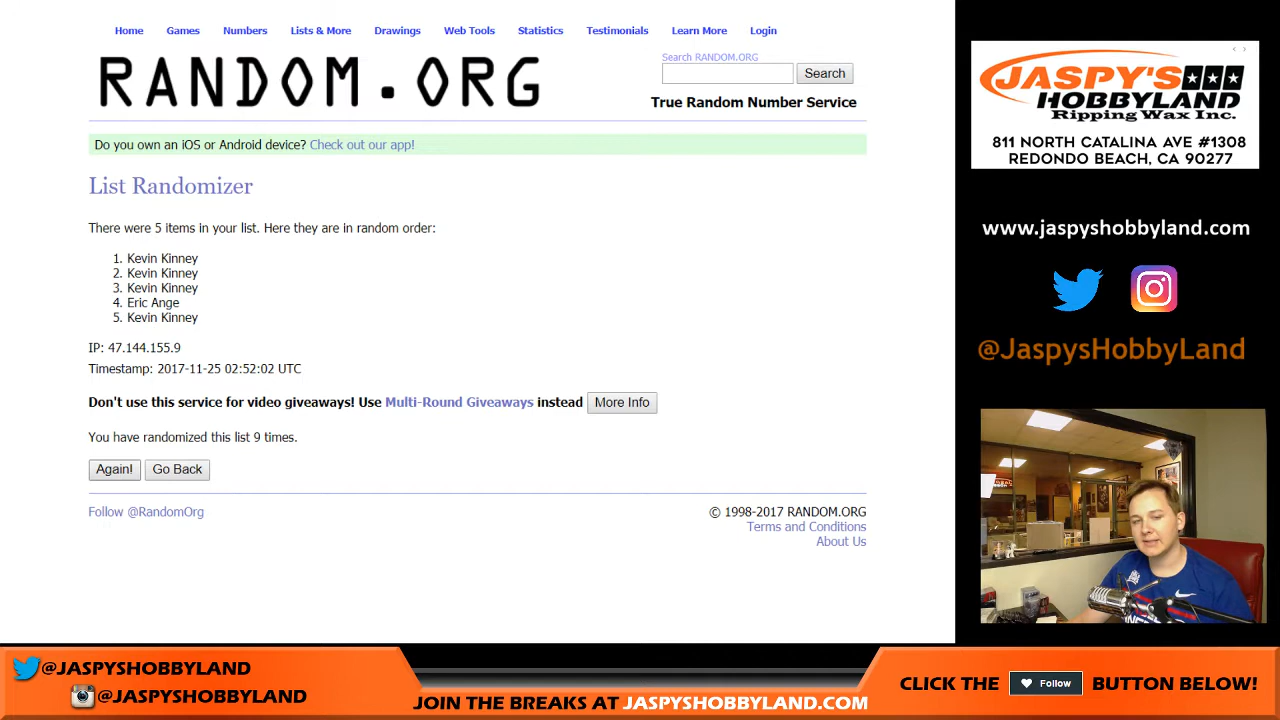 Home Games Numbers Lists & More Drawings Web Tools Statistics Testimonials Learn More Login
RANDOM.ORG
Search RANDOM.ORG
Search
True Random Number Service
Do you own an iOS or Android device? Check out our app!
List Randomizer
There were 5 items in your list. Here they are in random order:
1. Kevin Kinney
2. Kevin Kinney
3. Kevin Kinney
4. Eric Ange
5. Kevin Kinney
IP: 47.144.155.9
Timestamp: 2017-11-25 02:52:02 UTC
Don't use this service for video giveaways! Use Multi-Round Giveaways instead More Info
You have randomized this list 9 times.
Again! Go Back
Follow @RandomOrg
© 1998-2017 RANDOM.ORG
Terms and Conditions
About Us
JASPY'S
HOBBYLAND
Ripping Wax Inc.
811 NORTH CATALINA AVE #1308
REDONDO BEACH, CA 90277
www.jaspyshobbyland.com
@JaspysHobbyLand
@JASPYSHOBBYLAND
@JASPYSHOBBYLAND
JOIN THE BREAKS AT JASPYSHOBBYLAND.COM
CLICK THE Follow BUTTON BELOW!